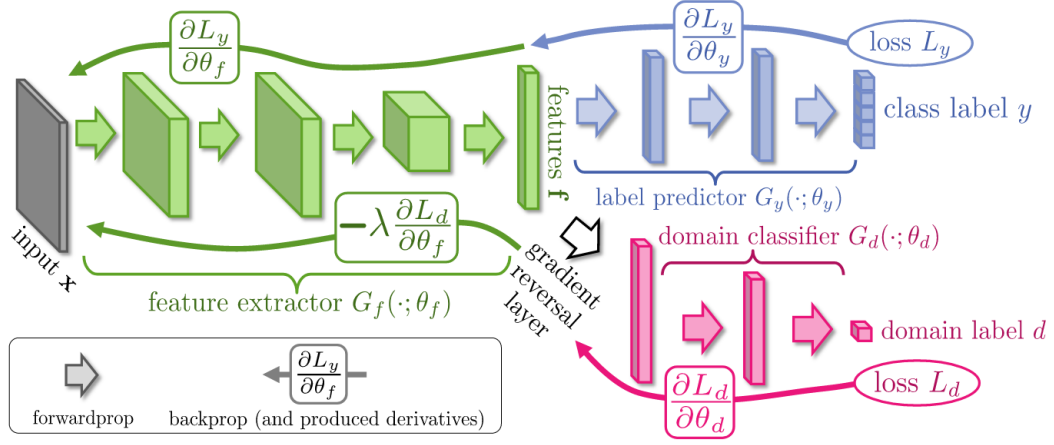 ∂L_y/∂θ_f
∂L_y/∂θ_y
loss L_y
class label y
features f
label predictor G_y(·;θ_y)
input x
−λ ∂L_d/∂θ_f
feature extractor G_f(·;θ_f)
gradient
reversal
layer
domain classifier G_d(·;θ_d)
domain label d
∂L_d/∂θ_d
loss L_d
forwardprop
∂L_y/∂θ_f
backprop (and produced derivatives)